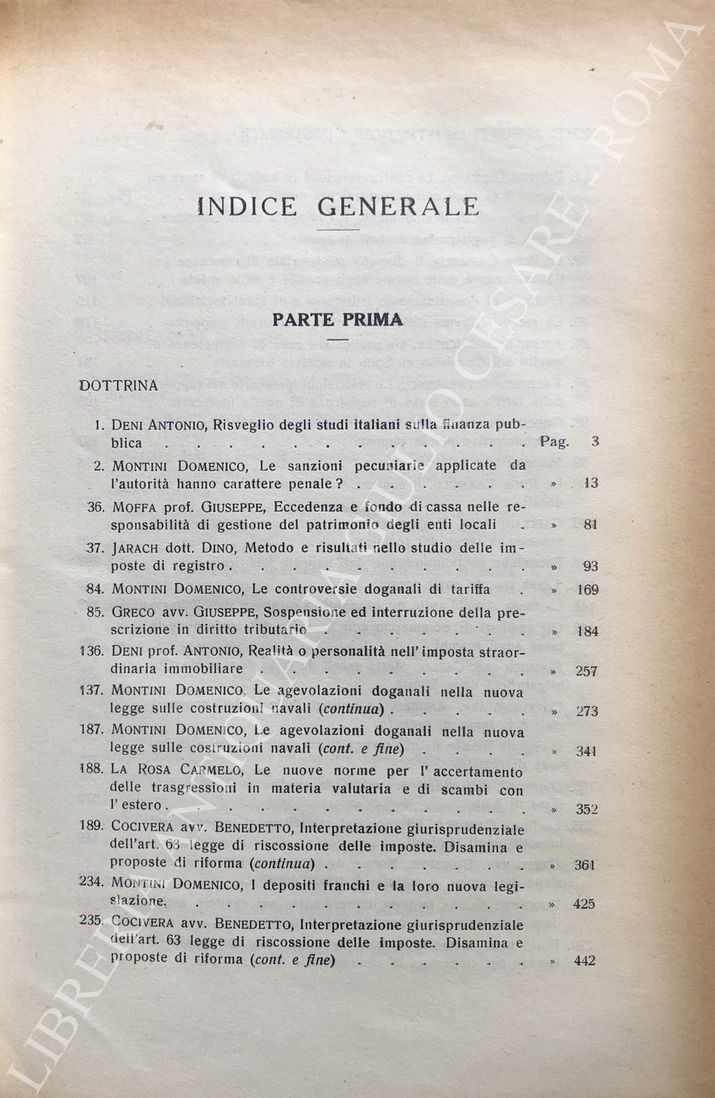 INDICE GENERALE
PARTE PRIMA
DOTTRINA
1. DENI ANTONIO, Risveglio degli studi italiani sulla finanza pub-
blica . . . . . . . . . . . . . Pag. 3
2. MONTINI DOMENICO, Le sanzioni pecuniarie applicate da
l'autorità hanno carattere penale? . . . . . . » 13
36. MOFFA prof. GIUSEPPE, Eccedenza e fondo di cassa nelle re-
sponsabilità di gestione del patrimonio degli enti locali . » 81
37. JARACH dott. DINO, Metodo e risultati nello studio delle im-
poste di registro . . . . . . . . . . » 93
84. MONTINI DOMENICO, Le controversie doganali di tariffa . » 169
85. GRECO avv. GIUSEPPE, Sospensione ed interruzione della pre-
scrizione in diritto tributario . . . . . . . » 184
136. DENI prof. ANTONIO, Realità o personalità nell'imposta straor-
dinaria immobiliare . . . . . . . . . » 257
137. MONTINI DOMENICO, Le agevolazioni doganali nella nuova
legge sulle costruzioni navali (continua) . . . . . » 273
187. MONTINI DOMENICO, Le agevolazioni doganali nella nuova
legge sulle costruzioni navali (cont. e fine) . . . . » 341
188. LA ROSA CARMELO, Le nuove norme per l' accertamento
delle trasgressioni in materia valutaria e di scambi con
l' estero . . . . . . . . . . . . » 352
189. COCIVERA avv. BENEDETTO, Interpretazione giurisprudenziale
dell'art. 63 legge di riscossione delle imposte. Disamina e
proposte di riforma (continua) . . . . . . . » 361
234. MONTINI DOMENICO, I depositi franchi e la loro nuova legi-
slazione. . . . . . . . . . . . . » 425
235. COCIVERA avv. BENEDETTO, Interpretazione giurisprudenziale
dell'art. 63 legge di riscossione delle imposte. Disamina e
proposte di riforma (cont. e fine) . . . . . . » 442
LIBRERIA ANTIQUARIA GIULIO CESARE - ROMA